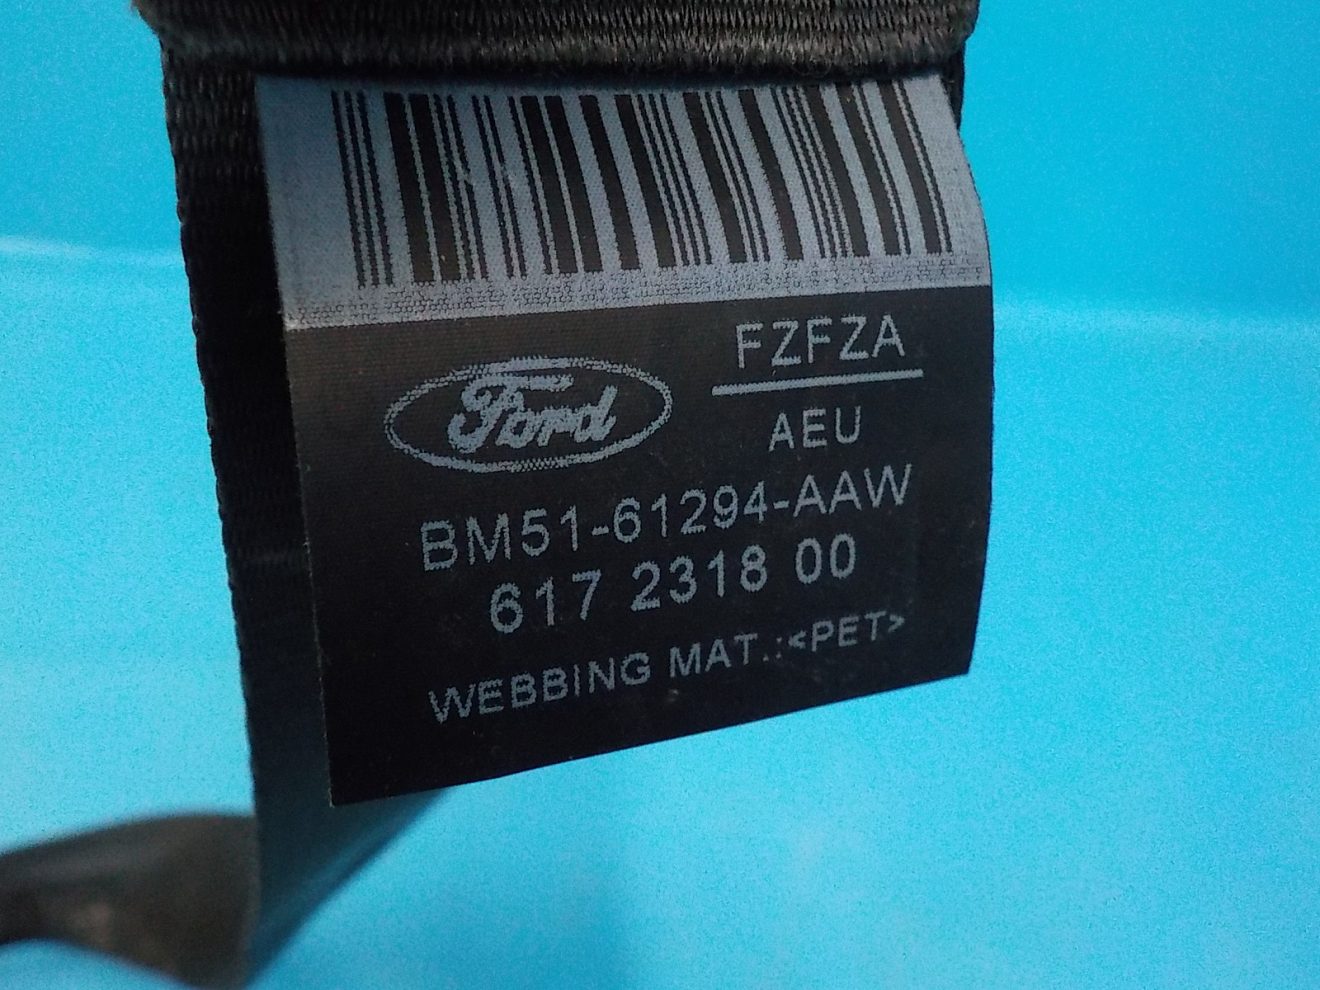 FZFZA
Ford
AEU
BM51-61294-AAW
617 2318 00
WEBBING MAT.:<PET>